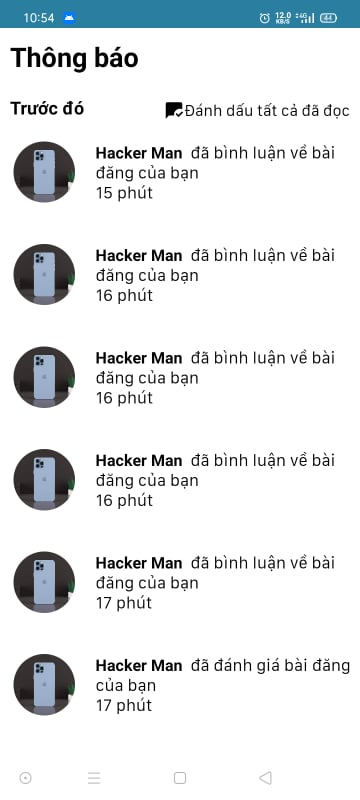 10:54 12.0 KB/S 4G 44
Thông báo
Trước đó Đánh dấu tất cả đã đọc
Hacker Man đã bình luận về bài
đăng của bạn
15 phút
Hacker Man đã bình luận về bài
đăng của bạn
16 phút
Hacker Man đã bình luận về bài
đăng của bạn
16 phút
Hacker Man đã bình luận về bài
đăng của bạn
16 phút
Hacker Man đã bình luận về bài
đăng của bạn
17 phút
Hacker Man đã đánh giá bài đăng
của bạn
17 phút